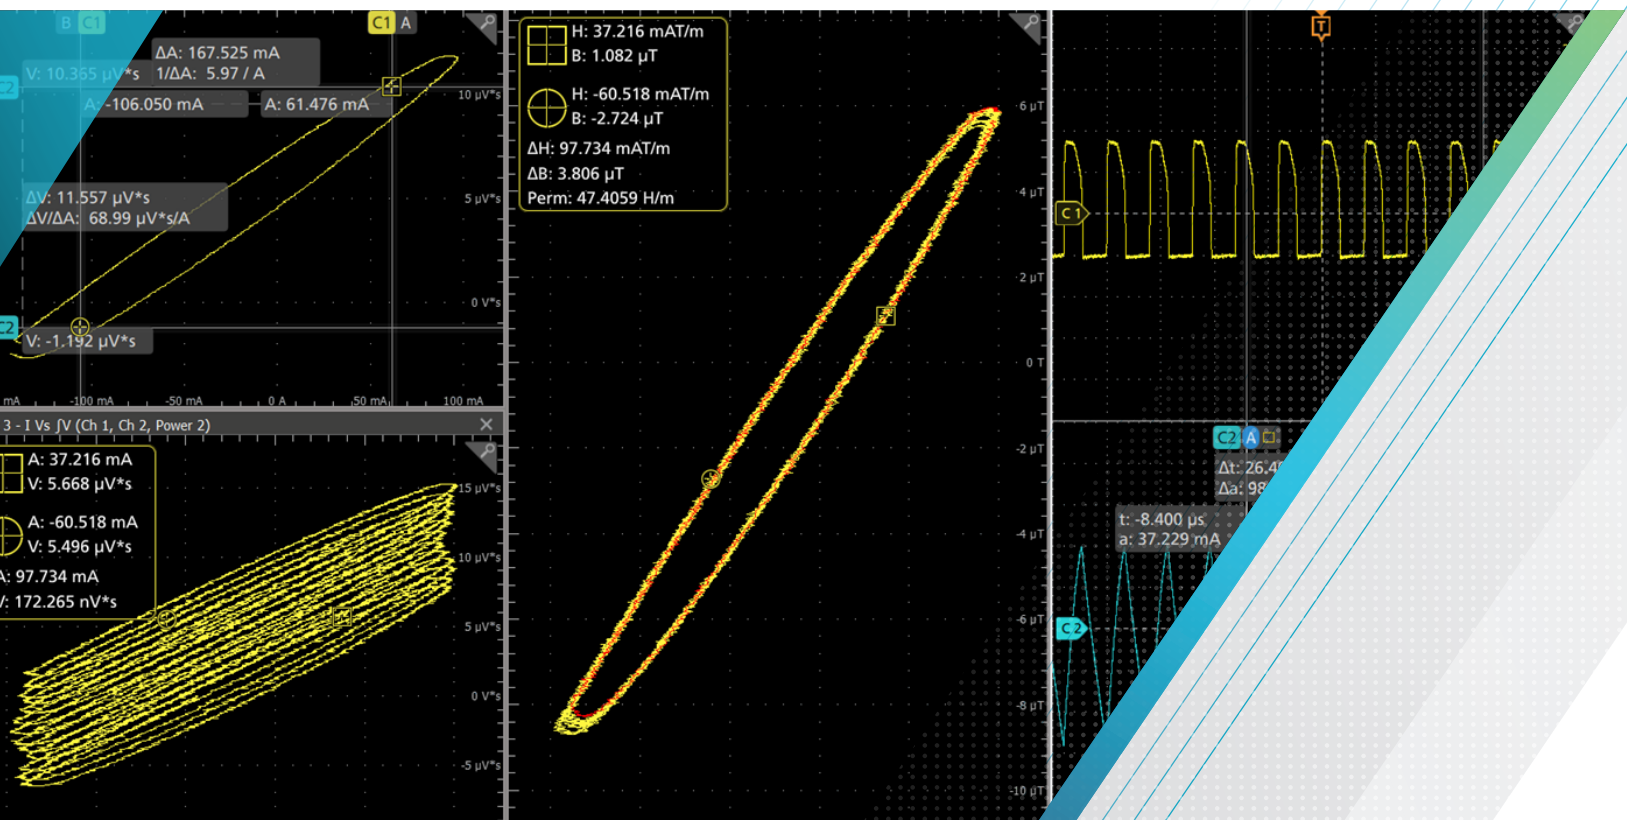 B C1
C1 A
ΔA: 167.525 mA
1/ΔA: 5.97 / A
V: 10.365 µV*s
A: -106.050 mA
A: 61.476 mA
C2
10 µV*s
ΔV: 11.557 µV*s
ΔV/ΔA: 68.99 µV*s/A
5 µV*s
0 V*s
C2
V: -1.192 µV*s
mA
-100 mA
-50 mA
0 A
50 mA
100 mA
3 - I Vs ∫V (Ch 1, Ch 2, Power 2)
A: 37.216 mA
V: 5.668 µV*s
A: -60.518 mA
V: 5.496 µV*s
A: 97.734 mA
V: 172.265 nV*s
15 µV*s
10 µV*s
5 µV*s
0 V*s
-5 µV*s
H: 37.216 mAT/m
B: 1.082 µT
H: -60.518 mAT/m
B: -2.724 µT
ΔH: 97.734 mAT/m
ΔB: 3.806 µT
Perm: 47.4059 H/m
6 µT
4 µT
2 µT
0 T
-2 µT
-4 µT
-6 µT
-8 µT
-10 µT
T
C1
C2 A
Δt: 26.4
Δa: 98
t: -8.400 µs
a: 37.229 mA
C2